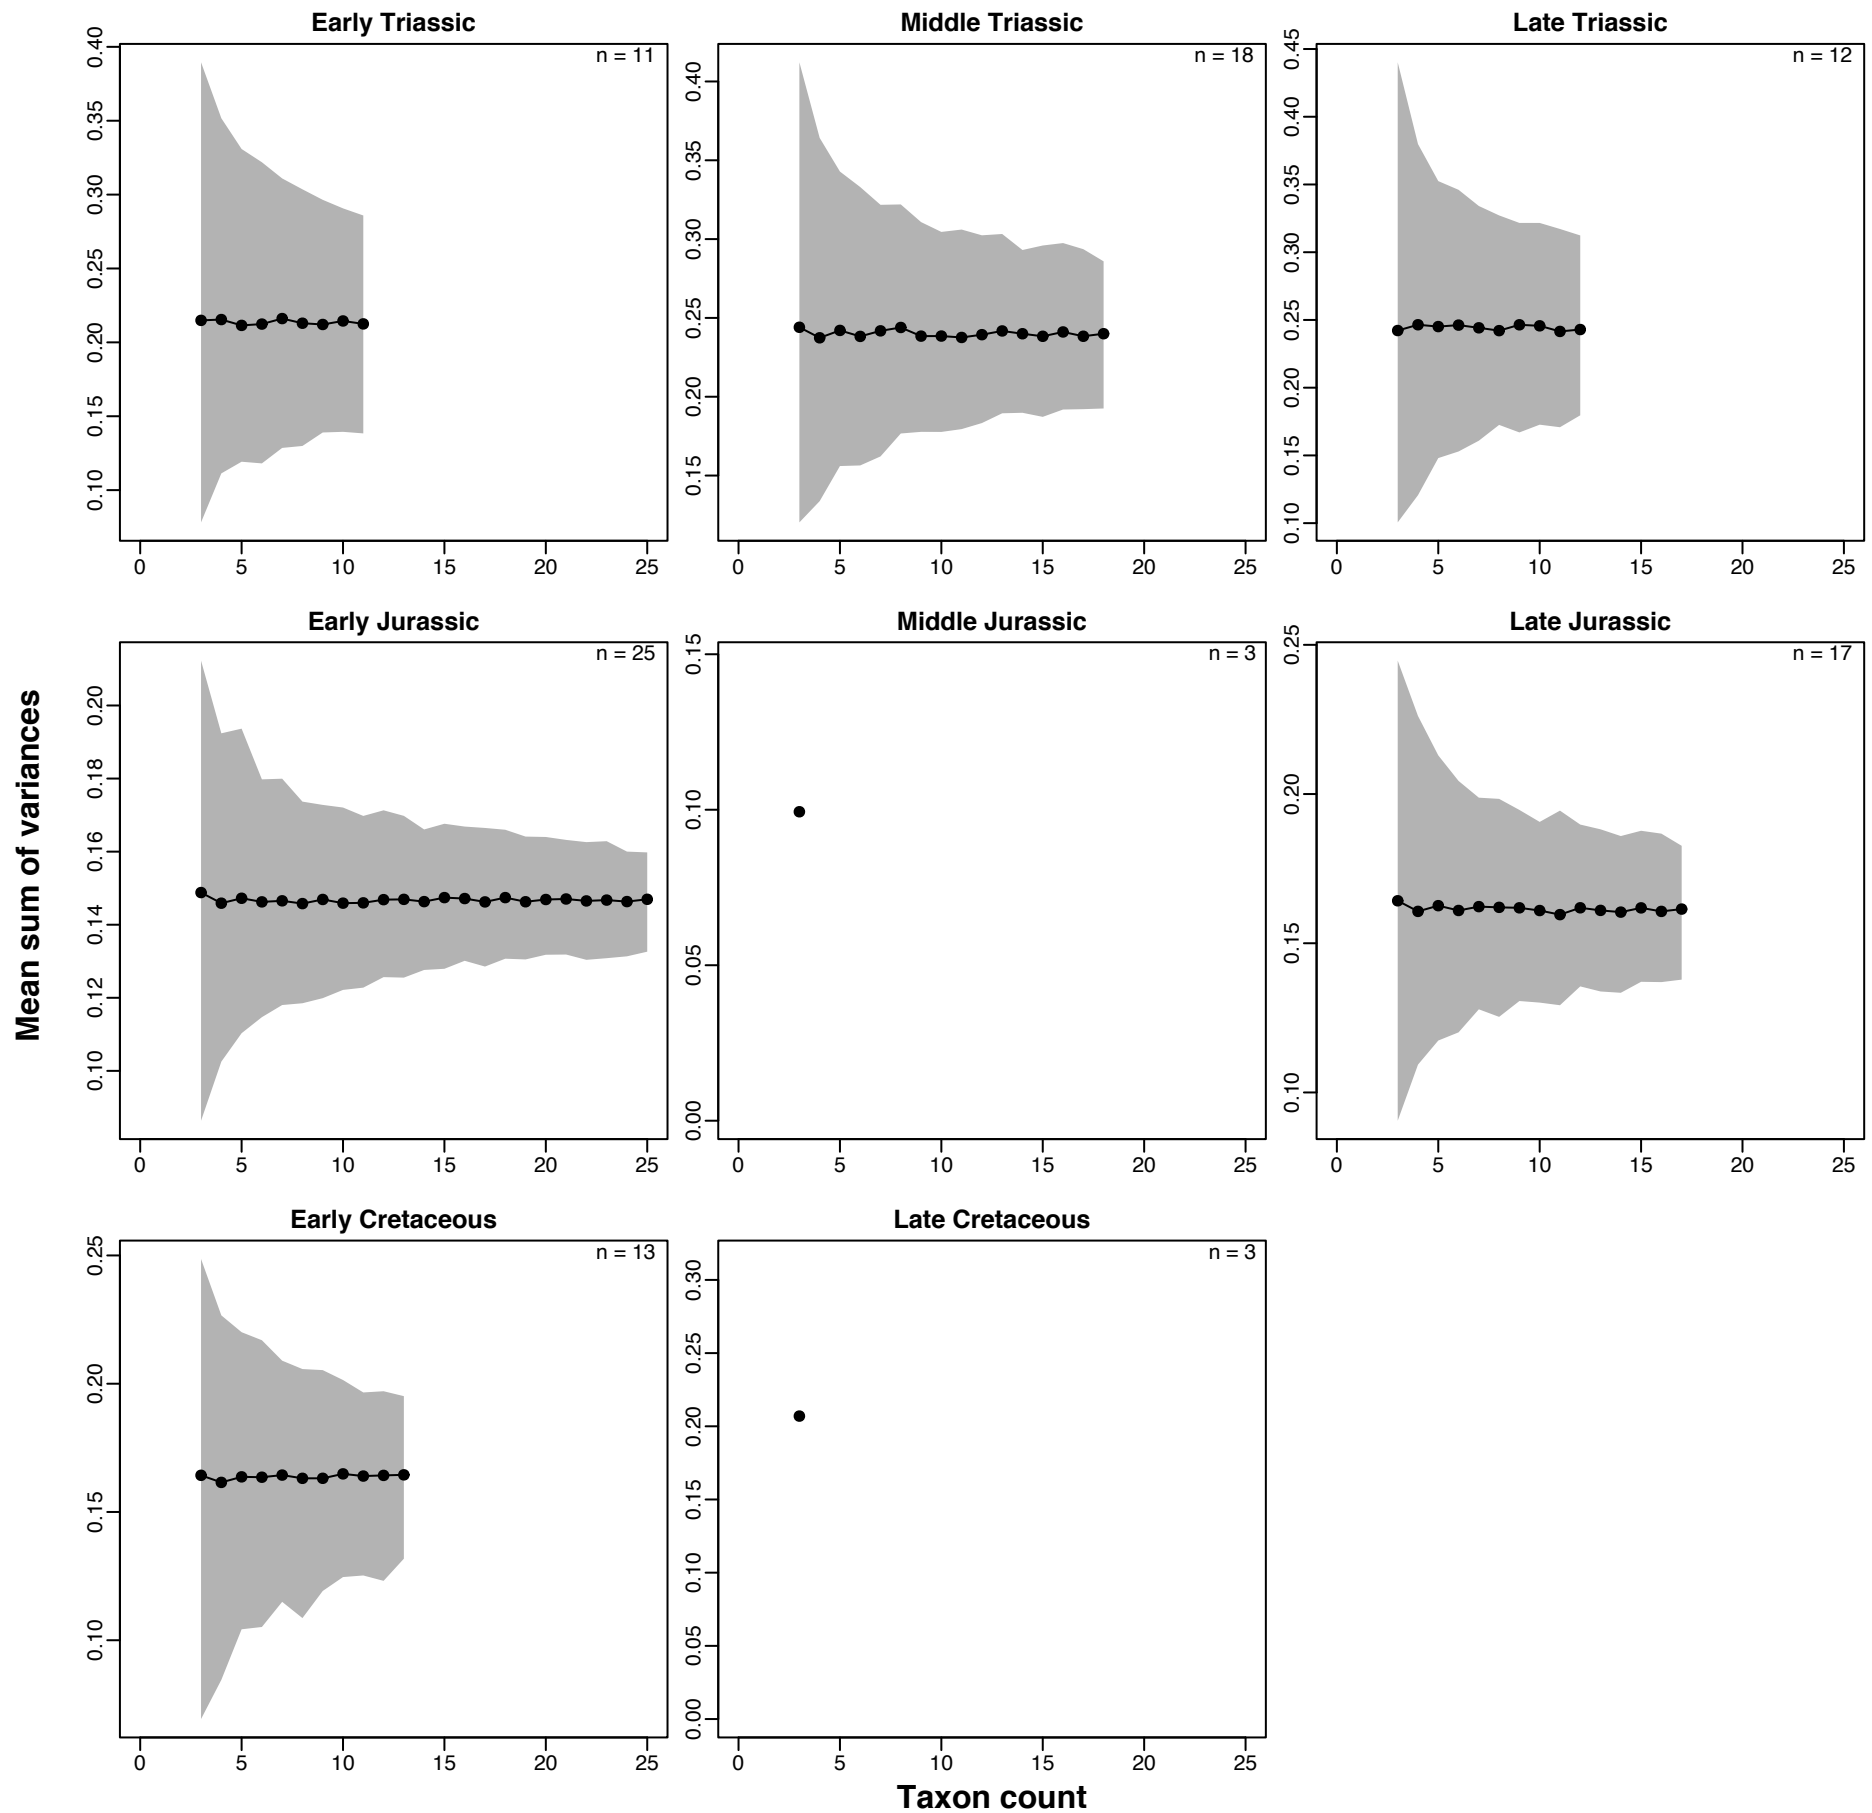 Early Triassic
n = 11
0.40
0.35
0.30
0.25
0.20
0.15
0.10
0 5 10 15 20 25
Middle Triassic
n = 18
0.40
0.35
0.30
0.25
0.20
0.15
0 5 10 15 20 25
Late Triassic
n = 12
0.45
0.40
0.35
0.30
0.25
0.20
0.15
0.10
0 5 10 15 20 25
Mean sum of variances
Early Jurassic
n = 25
0.20
0.18
0.16
0.14
0.12
0.10
0 5 10 15 20 25
Middle Jurassic
n = 3
0.15
0.10
0.05
0.00
0 5 10 15 20 25
Late Jurassic
n = 17
0.25
0.20
0.15
0.10
0 5 10 15 20 25
Early Cretaceous
n = 13
0.25
0.20
0.15
0.10
0 5 10 15 20 25
Late Cretaceous
n = 3
0.30
0.25
0.20
0.15
0.10
0.05
0.00
0 5 10 15 20 25
Taxon count